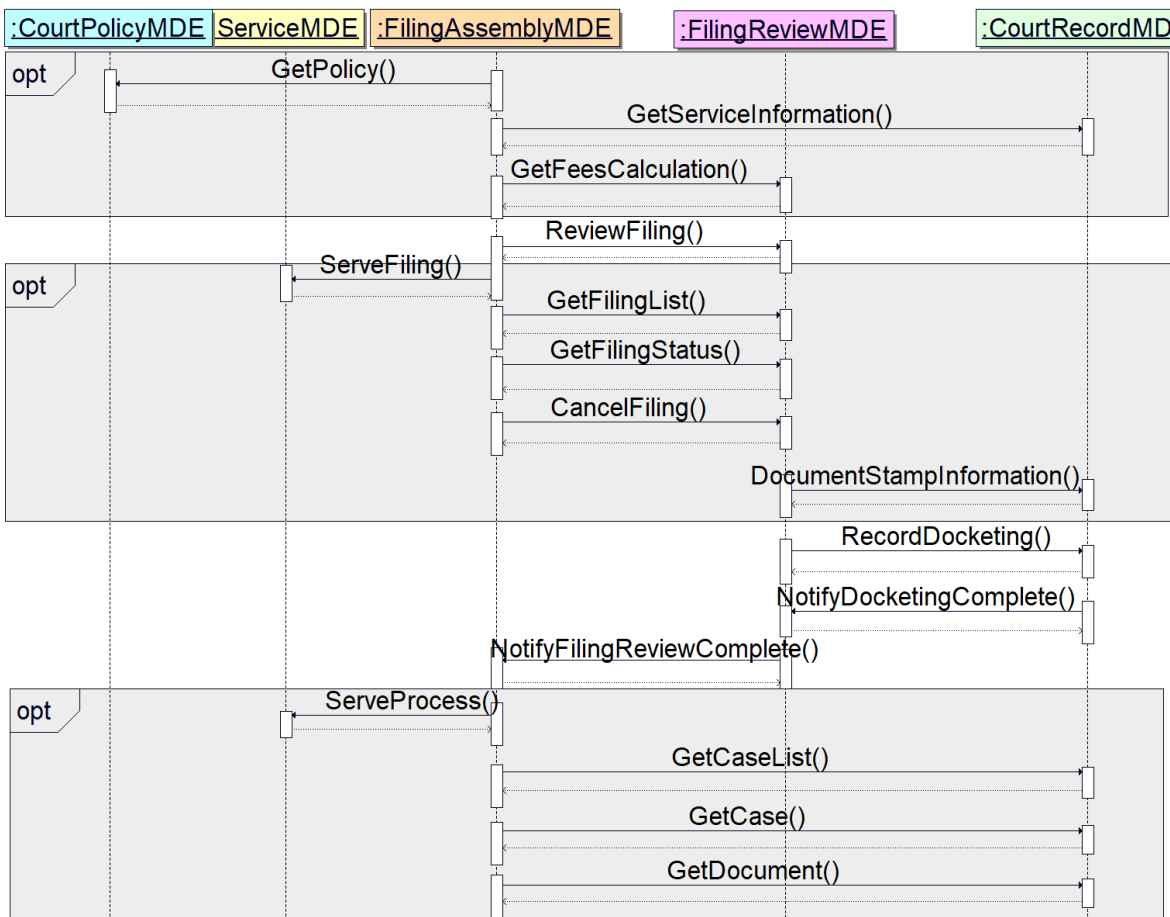 :CourtPolicyMDE
ServiceMDE
:FilingAssemblyMDE
:FilingReviewMDE
:CourtRecordMD
opt
GetPolicy()
GetServiceInformation()
GetFeesCalculation()
ReviewFiling()
opt
ServeFiling()
GetFilingList()
GetFilingStatus()
CancelFiling()
DocumentStampInformation()
RecordDocketing()
NotifyDocketingComplete()
NotifyFilingReviewComplete()
opt
ServeProcess()
GetCaseList()
GetCase()
GetDocument()